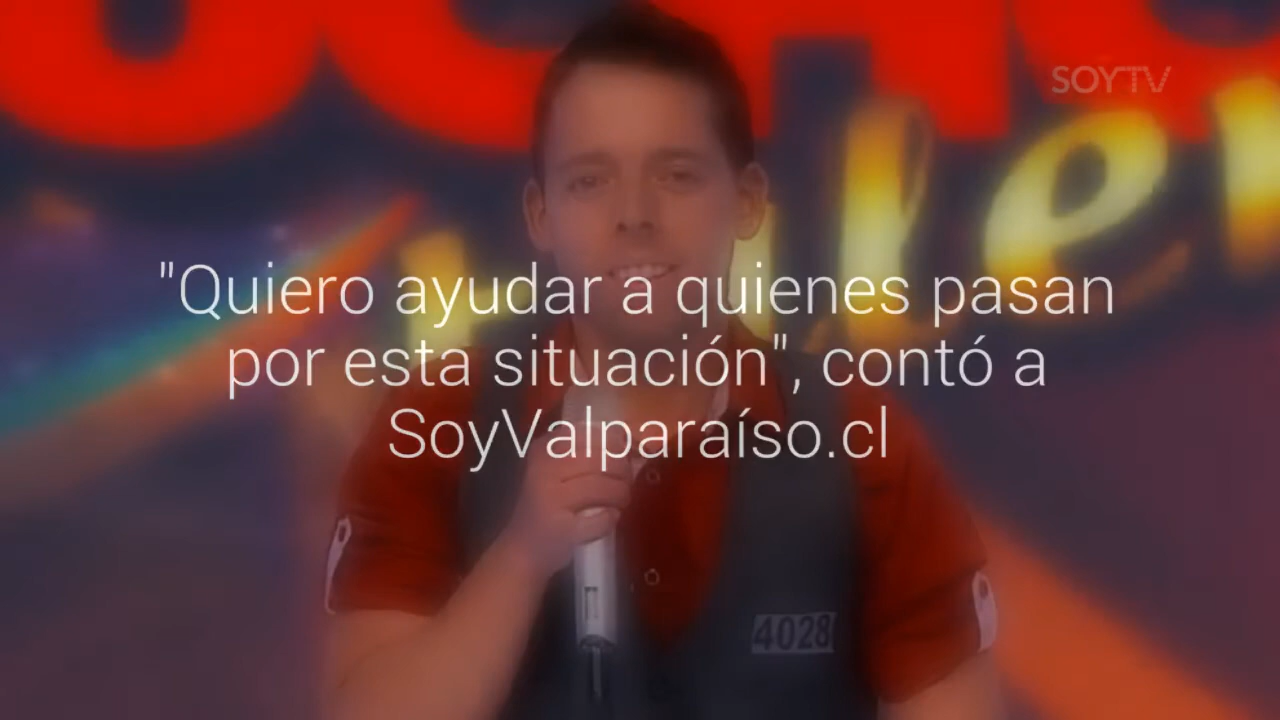 SOYTV
"Quiero ayudar a quienes pasan
por esta situación", contó a
SoyValparaíso.cl
4028